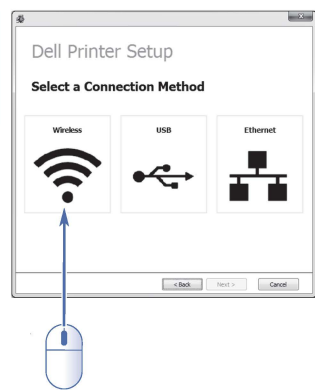 Dell Printer Setup
Select a Connection Method
Wireless USB Ethernet
< Back Next > Cancel